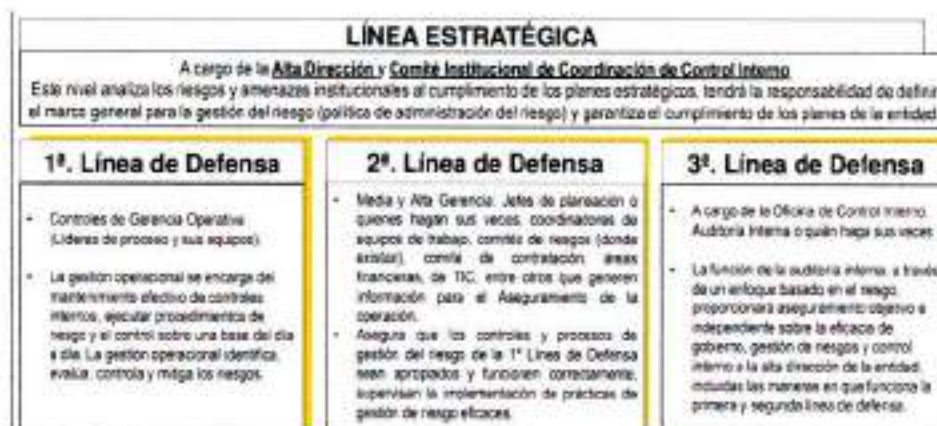 LÍNEA ESTRATÉGICA
A cargo de la Alta Dirección y Comité Institucional de Coordinación de Control Interno
Este nivel analiza los riesgos y amenazas institucionales al cumplimiento de los planes estratégicos, tendrá la responsabilidad de definir
el marco general para la gestión del riesgo (política de administración del riesgo) y garantiza el cumplimiento de los planes de la entidad
1ª. Línea de Defensa
• Controles de Gerencia Operativa
(Líderes de proceso y sus equipos).
• La gestión operacional se encarga del
mantenimiento efectivo de controles
internos, ejecutar procedimientos de
riesgo y el control sobre una base del día
a día. La gestión operacional identifica,
evalúa, controla y mitiga los riesgos.
2ª. Línea de Defensa
• Media y Alta Gerencia: Jefes de planeación o
quienes hagan sus veces, coordinadores de
equipos de trabajo, comités de riesgos (donde
existan), comité de contratación, áreas
financieras, de TIC, entre otros que generen
información para el Aseguramiento de la
operación.
• Asegura que los controles y procesos de
gestión del riesgo de la 1ª Línea de Defensa
sean apropiados y funcionen correctamente,
supervisan la implementación de prácticas de
gestión de riesgo eficaces.
3ª. Línea de Defensa
• A cargo de la Oficina de Control Interno,
Auditoría Interna o quién haga sus veces
• La función de la auditoría interna, a través
de un enfoque basado en el riesgo,
proporcionará aseguramiento objetivo e
independiente sobre la eficacia de
gobierno, gestión de riesgos y control
interno a la alta dirección de la entidad,
incluidas las maneras en que funciona la
primera y segunda línea de defensa.